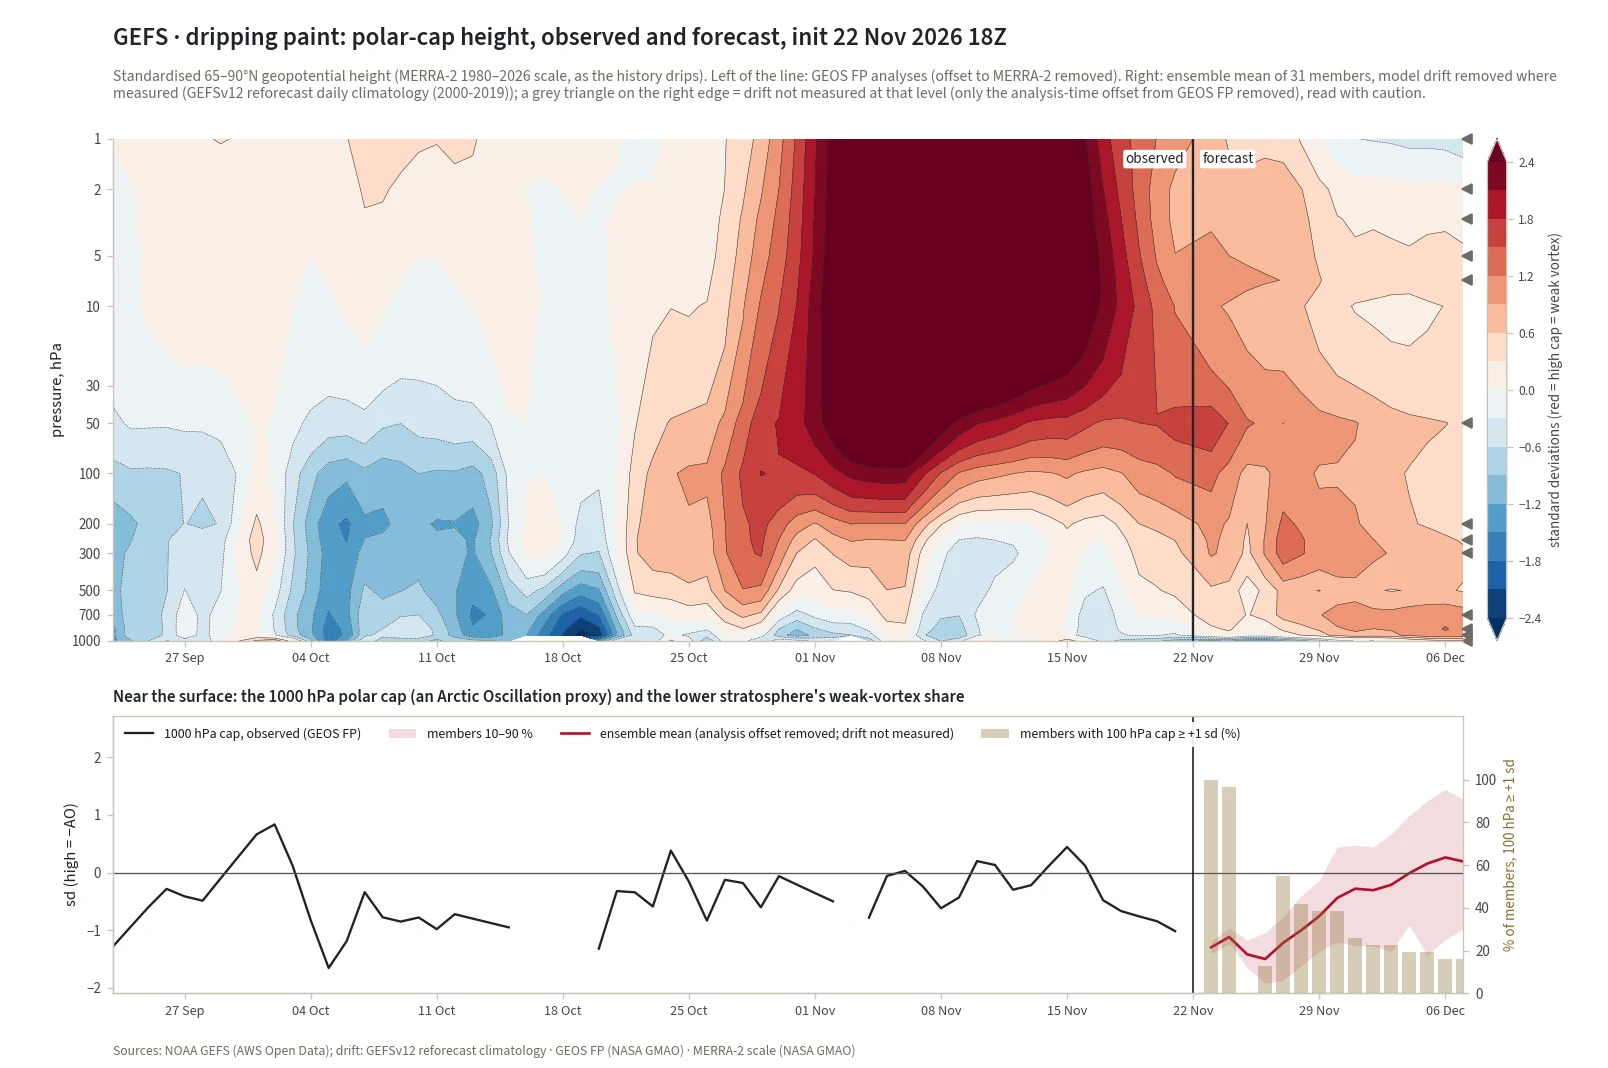 GEFS · dripping paint: polar-cap height, observed and forecast, init 22 Nov 2026 18Z
Standardised 65–90°N geopotential height (MERRA-2 1980–2026 scale, as the history drips). Left of the line: GEOS FP analyses (offset to MERRA-2 removed). Right: ensemble mean of 31 members, model drift removed where
measured (GEFSv12 reforecast daily climatology (2000-2019)); a grey triangle on the right edge = drift not measured at that level (only the analysis-time offset from GEOS FP removed), read with caution.
observed
forecast
pressure, hPa
1
2
5
10
30
50
100
200
300
500
700
1000
27 Sep
04 Oct
11 Oct
18 Oct
25 Oct
01 Nov
08 Nov
15 Nov
22 Nov
29 Nov
06 Dec
2.4
1.8
1.2
0.6
0.0
−0.6
−1.2
−1.8
−2.4
standard deviations (red = high cap = weak vortex)
Near the surface: the 1000 hPa polar cap (an Arctic Oscillation proxy) and the lower stratosphere's weak-vortex share
1000 hPa cap, observed (GEOS FP)
members 10–90 %
ensemble mean (analysis offset removed; drift not measured)
members with 100 hPa cap ≥ +1 sd (%)
sd (high = −AO)
2
1
0
−1
−2
100
80
60
40
20
0
% of members, 100 hPa ≥ +1 sd
27 Sep
04 Oct
11 Oct
18 Oct
25 Oct
01 Nov
08 Nov
15 Nov
22 Nov
29 Nov
06 Dec
Sources: NOAA GEFS (AWS Open Data); drift: GEFSv12 reforecast climatology · GEOS FP (NASA GMAO) · MERRA-2 scale (NASA GMAO)